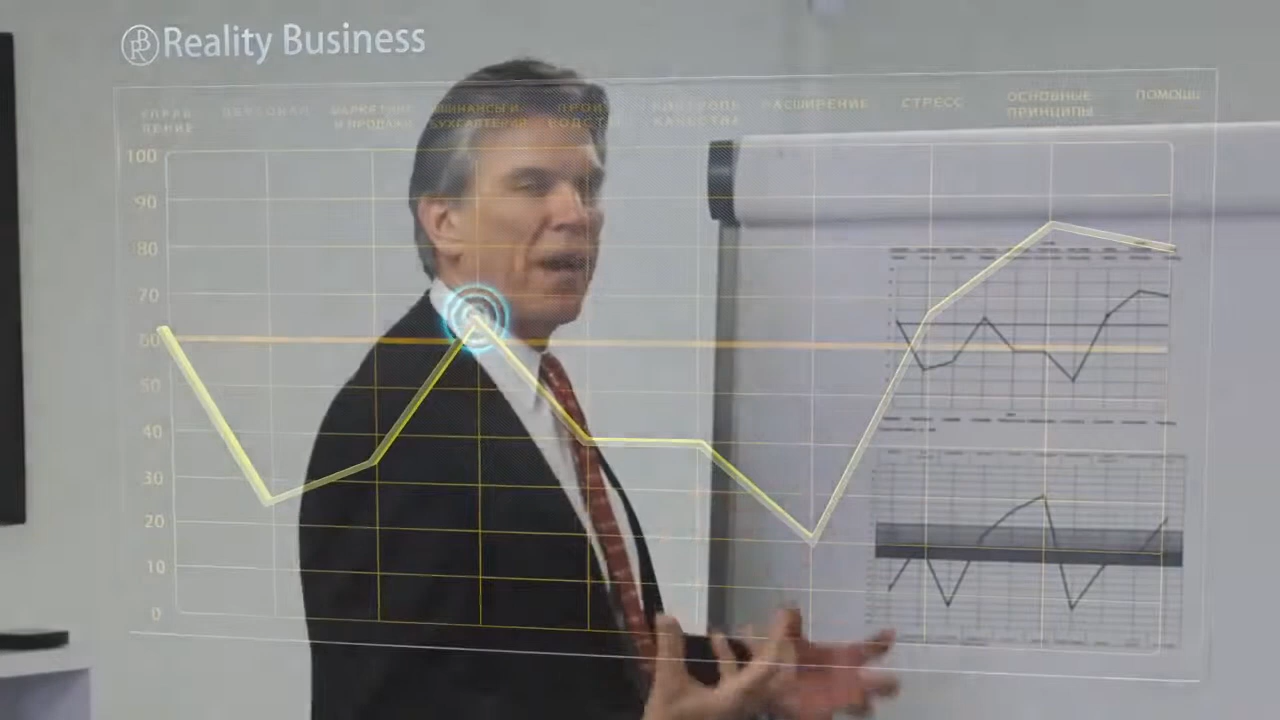 Reality Business
УПРАВ
ЛЕНИЕ
ПЕРСОНАЛ
МАРКЕТИНГ
И ПРОДАЖИ
ФИНАНСЫ И
БУХГАЛТЕРИЯ
ПРОИЗ
ВОДСТВО
КОНТРОЛЬ
КАЧЕСТВА
РАСШИРЕНИЕ
СТРЕСС
ОСНОВНЫЕ
ПРИНЦИПЫ
ПОМОЩЬ
100
90
80
70
60
50
40
30
20
10
0